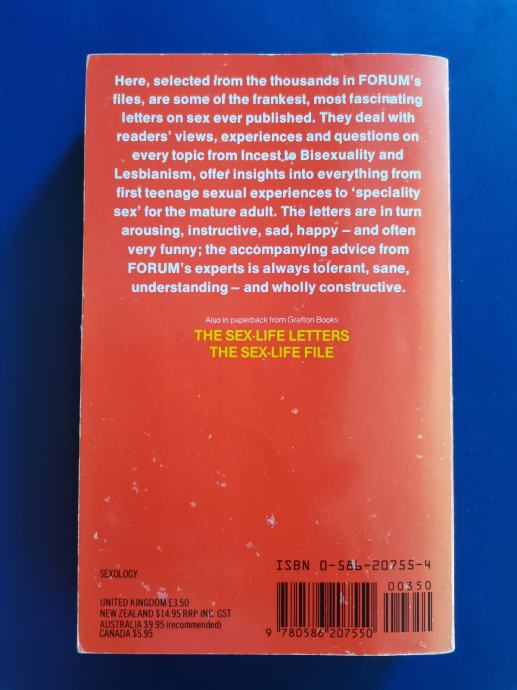 Here, selected from the thousands in FORUM's
files, are some of the frankest, most fascinating
letters on sex ever published. They deal with
readers' views, experiences and questions on
every topic from Incest to Bisexuality and
Lesbianism, offer insights into everything from
first teenage sexual experiences to 'speciality
sex' for the mature adult. The letters are in turn
arousing, instructive, sad, happy – and often
very funny; the accompanying advice from
FORUM's experts is always tolerant, sane,
understanding – and wholly constructive.
Also in paperback from Grafton Books
THE SEX-LIFE LETTERS
THE SEX-LIFE FILE
ISBN 0-586-20755-4
SEXOLOGY
00350
UNITED KINGDOM £3.50
NEW ZEALAND $14.95 RRP INC. GST
AUSTRALIA $9.95 (recommended)
CANADA $5.95
9 780586 207550